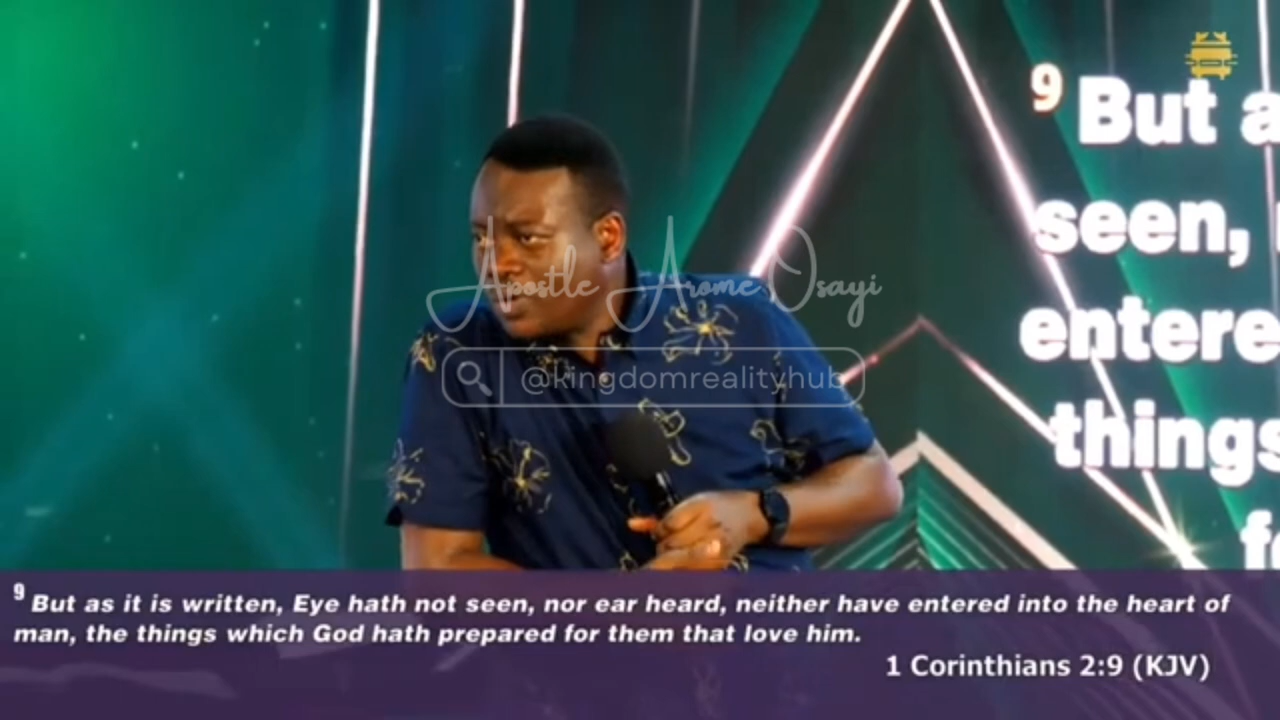 9 But a
seen,
entere
things
fo
Apostle Arome Osayi
@kingdomrealityhub
9 But as it is written, Eye hath not seen, nor ear heard, neither have entered into the heart of
man, the things which God hath prepared for them that love him.
1 Corinthians 2:9 (KJV)